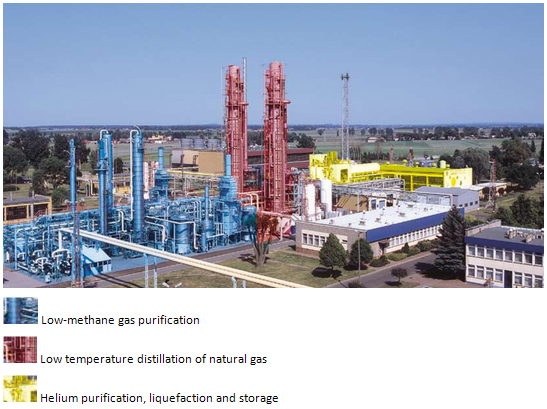 Low-methane gas purification
Low temperature distillation of natural gas
Helium purification, liquefaction and storage